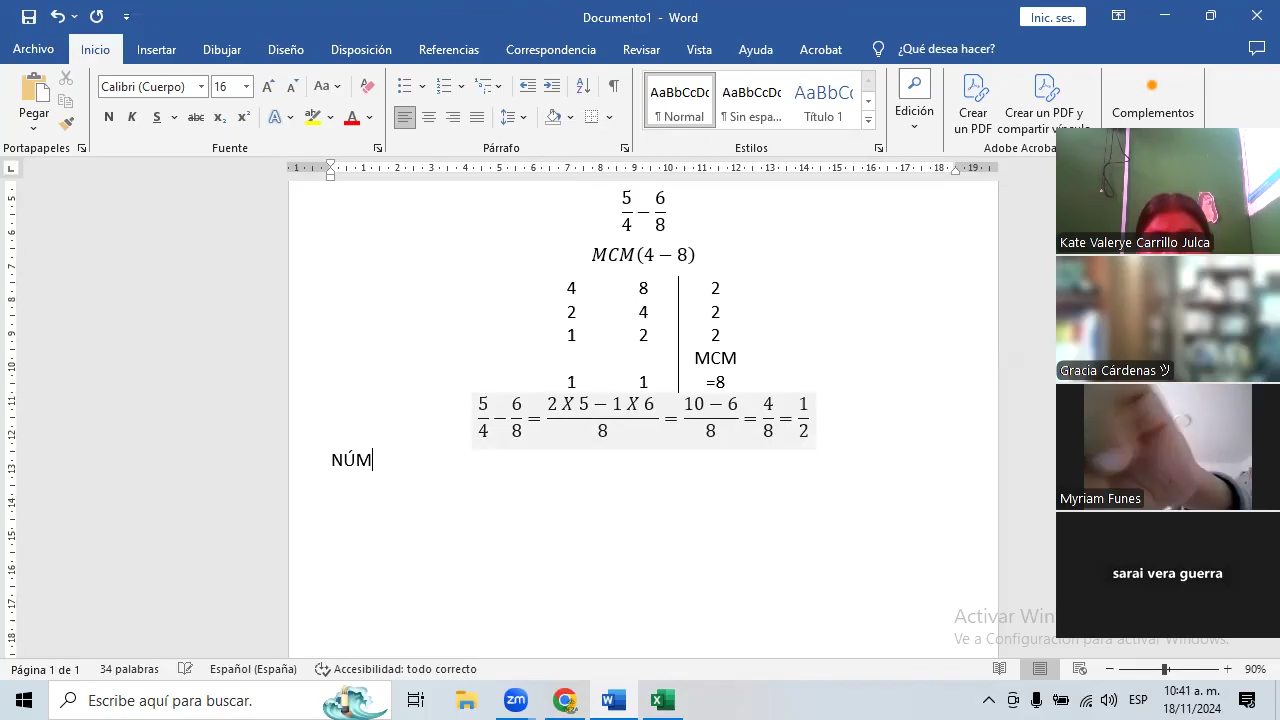 Documento1 - Word
Inic. ses.
Archivo Inicio Insertar Dibujar Diseño Disposición Referencias Correspondencia Revisar Vista Ayuda Acrobat ¿Qué desea hacer?
Pegar
Calibri (Cuerpo) 16
N K S abc
AaBbCcDc AaBbCcDc AaBbC
¶ Normal ¶ Sin espa... Título 1
Edición
Crear un PDF
Crear un PDF y compartir vínculo
Complementos
Portapapeles Fuente Párrafo Estilos Adobe Acroba
5/4 − 6/8
MCM(4 − 8)
4 8 2
2 4 2
1 2 2
MCM
1 1 =8
5/4 − 6/8 = (2 X 5 − 1 X 6)/8 = (10 − 6)/8 = 4/8 = 1/2
NÚM
Kate Valerye Carrillo Julca
Gracia Cárdenas ツ
Myriam Funes
sarai vera guerra
Activar Win
Ve a Configuración para activar Windows.
Página 1 de 1 34 palabras Español (España) Accesibilidad: todo correcto 90%
Escribe aquí para buscar.
zm
ESP
10:41 a. m.
18/11/2024